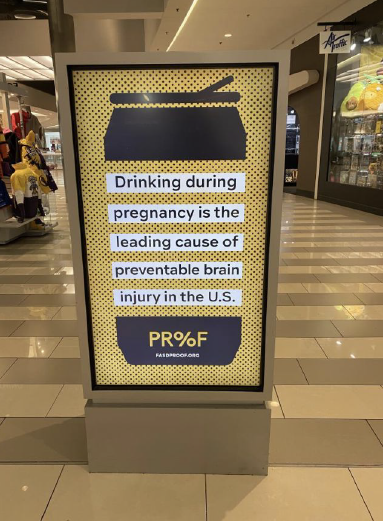 Drinking during
pregnancy is the
leading cause of
preventable brain
injury in the U.S.
PR%F
FASDPROOF.ORG